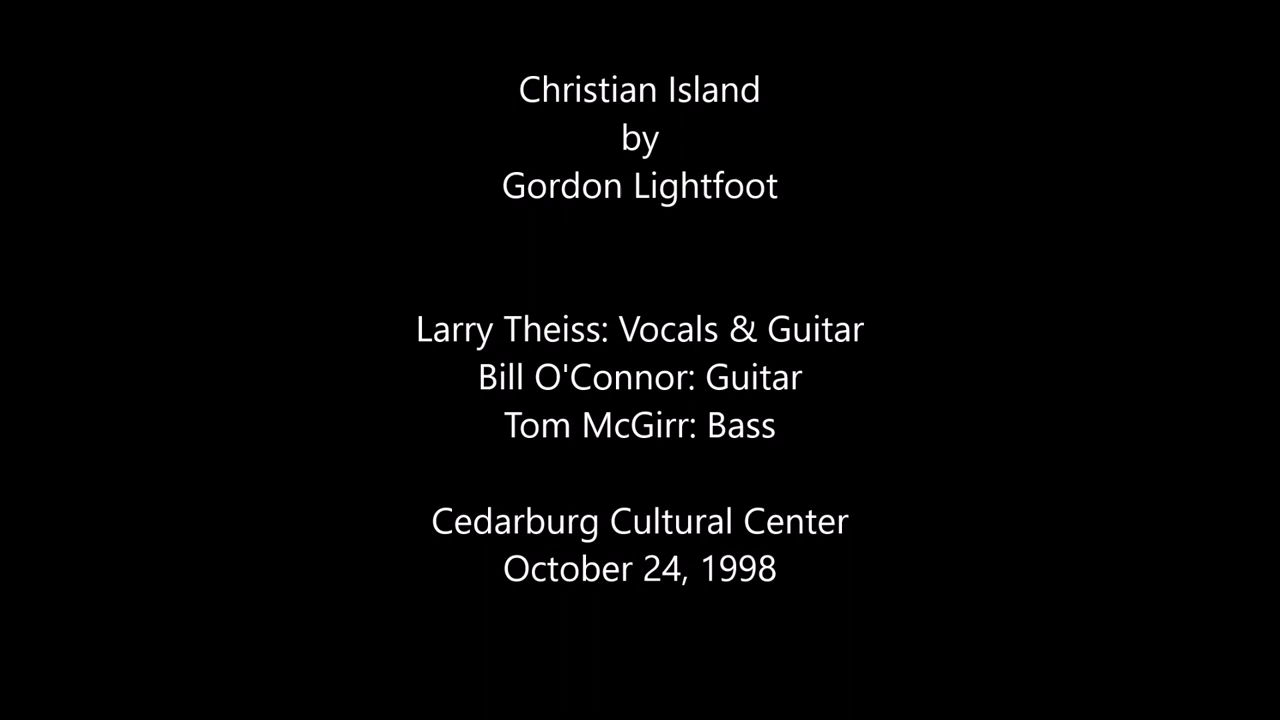 Christian Island
by
Gordon Lightfoot
Larry Theiss: Vocals & Guitar
Bill O'Connor: Guitar
Tom McGirr: Bass
Cedarburg Cultural Center
October 24, 1998